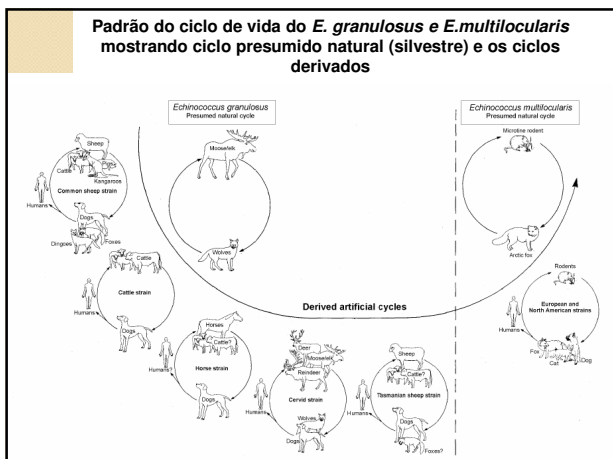 Padrão do ciclo de vida do E. granulosus e E.multilocularis
mostrando ciclo presumido natural (silvestre) e os ciclos
derivados
Echinococcus granulosus
Presumed natural cycle
Echinococcus multilocularis
Presumed natural cycle
Moose/elk
Wolves
Microtine rodent
Arctic fox
Derived artificial cycles
Sheep
Cattle
Pigs
Kangaroos
Common sheep strain
Humans
Dogs
Dingoes
Foxes
Cattle
Cattle strain
Humans
Dogs
Horses
Cattle?
Horse strain
Humans?
Dogs
Deer
Moose/elk
Reindeer
Cervid strain
Humans
Wolves
Dogs
Sheep
Cattle?
Tasmanian sheep strain
Humans
Dogs
Foxes?
Rodents
European and
North American strains
Humans
Fox
Cat
Dog